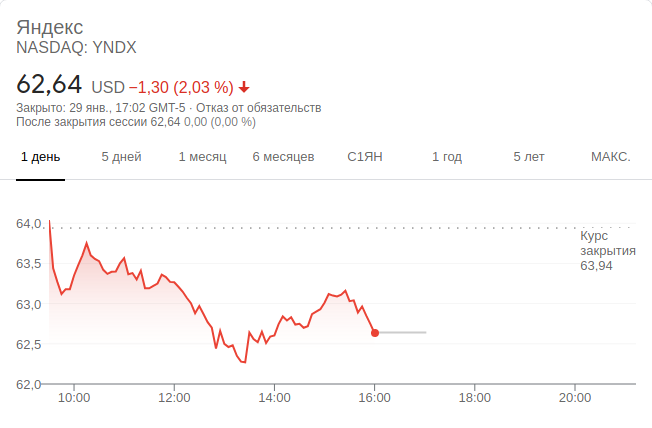 Яндекс
NASDAQ: YNDX
62,64 USD −1,30 (2,03 %)
Закрыто: 29 янв., 17:02 GMT-5 · Отказ от обязательств
После закрытия сессии 62,64 0,00 (0,00 %)
1 день 5 дней 1 месяц 6 месяцев С1ЯН 1 год 5 лет МАКС.
64,0
Курс
закрытия
63,94
63,5
63,0
62,5
62,0
10:00 12:00 14:00 16:00 18:00 20:00